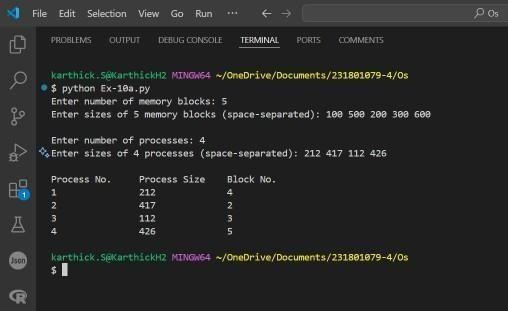 File Edit Selection View Go Run ··· ← → Os
PROBLEMS OUTPUT DEBUG CONSOLE TERMINAL PORTS COMMENTS
karthick.S@KarthickH2 MINGW64 ~/OneDrive/Documents/231801079-4/Os
$ python Ex-10a.py
Enter number of memory blocks: 5
Enter sizes of 5 memory blocks (space-separated): 100 500 200 300 600
Enter number of processes: 4
Enter sizes of 4 processes (space-separated): 212 417 112 426
Process No. Process Size Block No.
1 212 4
2 417 2
3 112 3
4 426 5
karthick.S@KarthickH2 MINGW64 ~/OneDrive/Documents/231801079-4/Os
$
1
Json
R